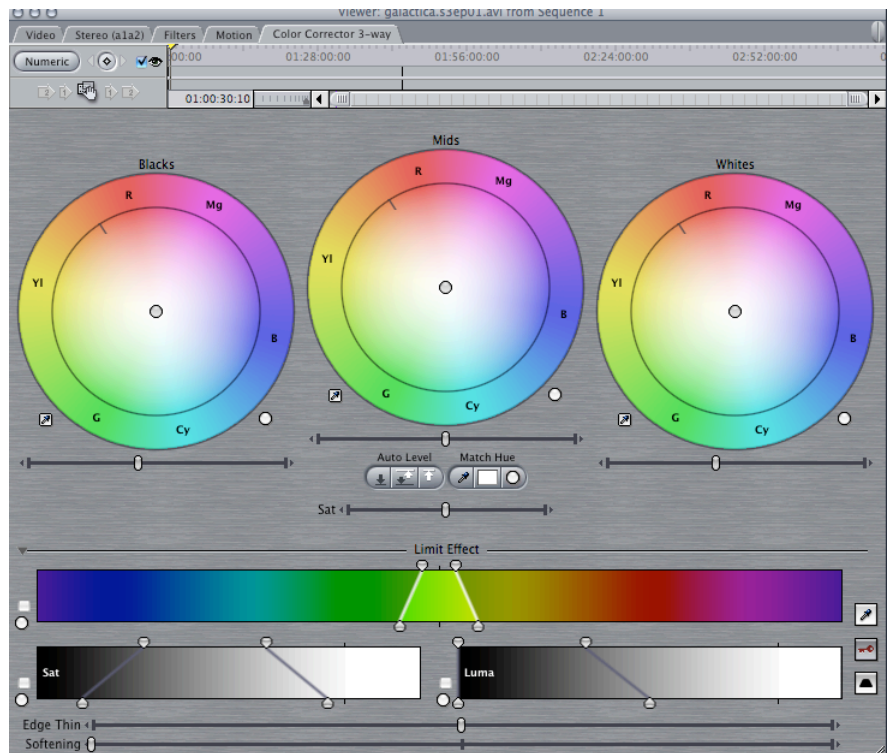 Viewer: galactica.s3ep01.avi from Sequence 1
Video Stereo (a1a2) Filters Motion Color Corrector 3-way
Numeric 00:00 01:28:00:00 01:56:00:00 02:24:00:00 02:52:00:00 0
01:00:30:10
Blacks Mids Whites
R Mg R Mg R Mg
Yl Yl Yl
B B B
G Cy G Cy G Cy
Auto Level Match Hue
Sat
Limit Effect
Sat Luma
Edge Thin
Softening